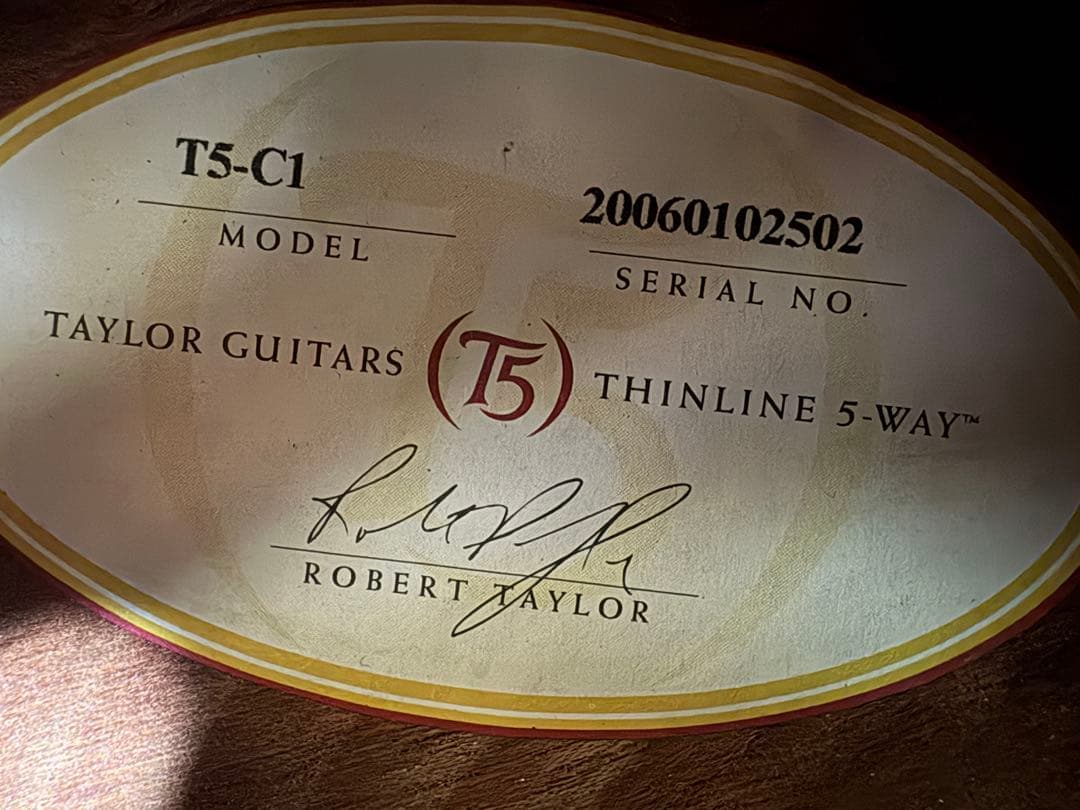 T5-C1
MODEL
20060102502
SERIAL NO.
TAYLOR GUITARS (T5) THINLINE 5-WAY™
ROBERT TAYLOR